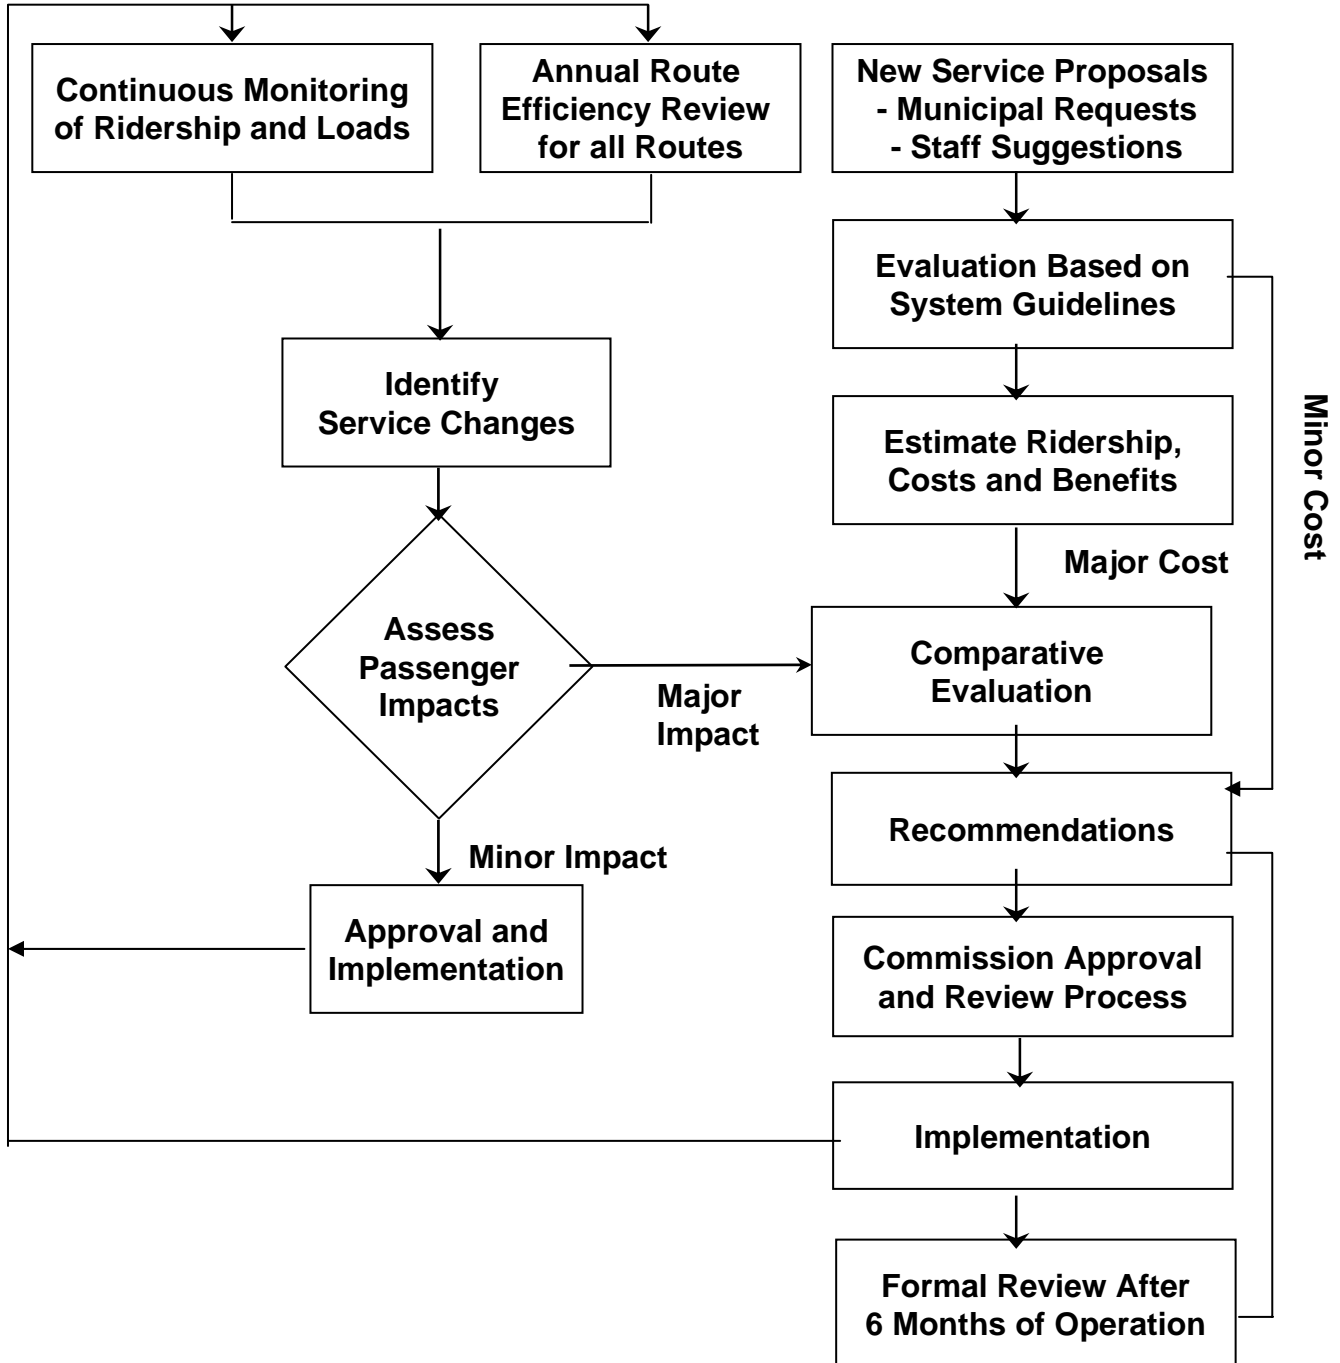 Continuous Monitoring
of Ridership and Loads
Annual Route
Efficiency Review
for all Routes
New Service Proposals
- Municipal Requests
- Staff Suggestions
Evaluation Based on
System Guidelines
Identify
Service Changes
Estimate Ridership,
Costs and Benefits
Minor Cost
Major Cost
Assess
Passenger
Impacts
Major
Impact
Comparative
Evaluation
Recommendations
Minor Impact
Approval and
Implementation
Commission Approval
and Review Process
Implementation
Formal Review After
6 Months of Operation